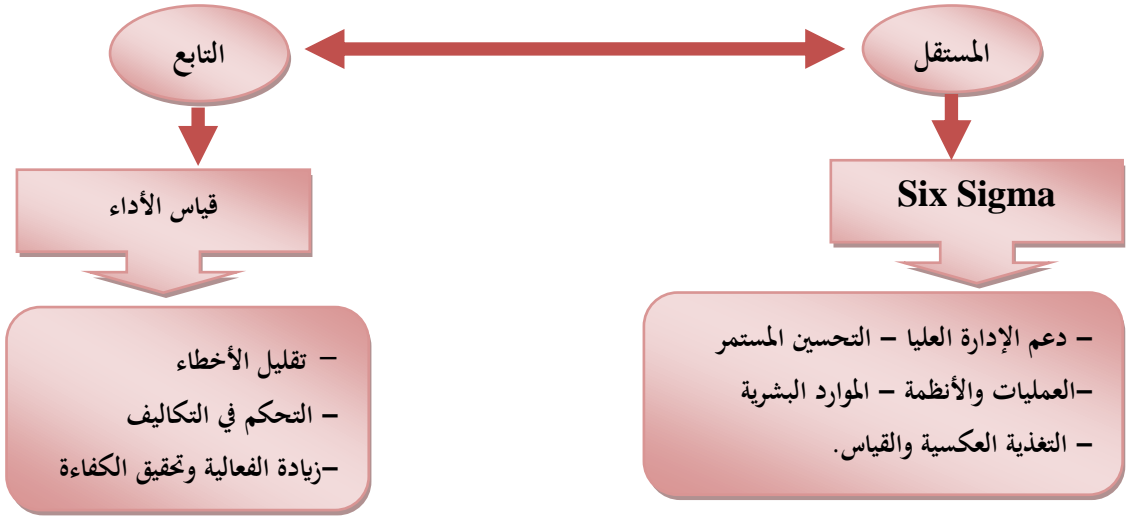 المستقل
التابع
Six Sigma
قياس الأداء
– دعم الإدارة العليا – التحسين المستمر
–العمليات والأنظمة – الموارد البشرية
– التغذية العكسية والقياس.
– تقليل الأخطاء
– التحكم في التكاليف
–زيادة الفعالية وتحقيق الكفاءة